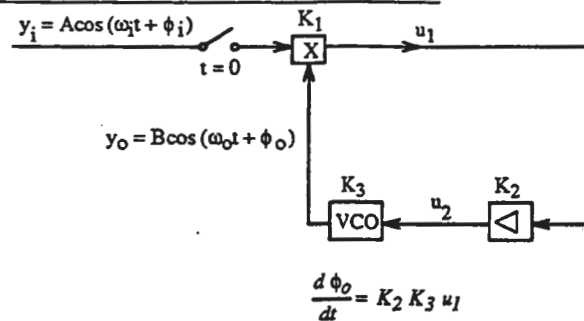 K₁
yᵢ = Acos (ωᵢt + ϕᵢ)
X
u₁
t = 0
yₒ = Bcos (ωₒt + ϕₒ)
K₃
K₂
VCO
u₂
d ϕₒ / dt = K₂ K₃ u₁